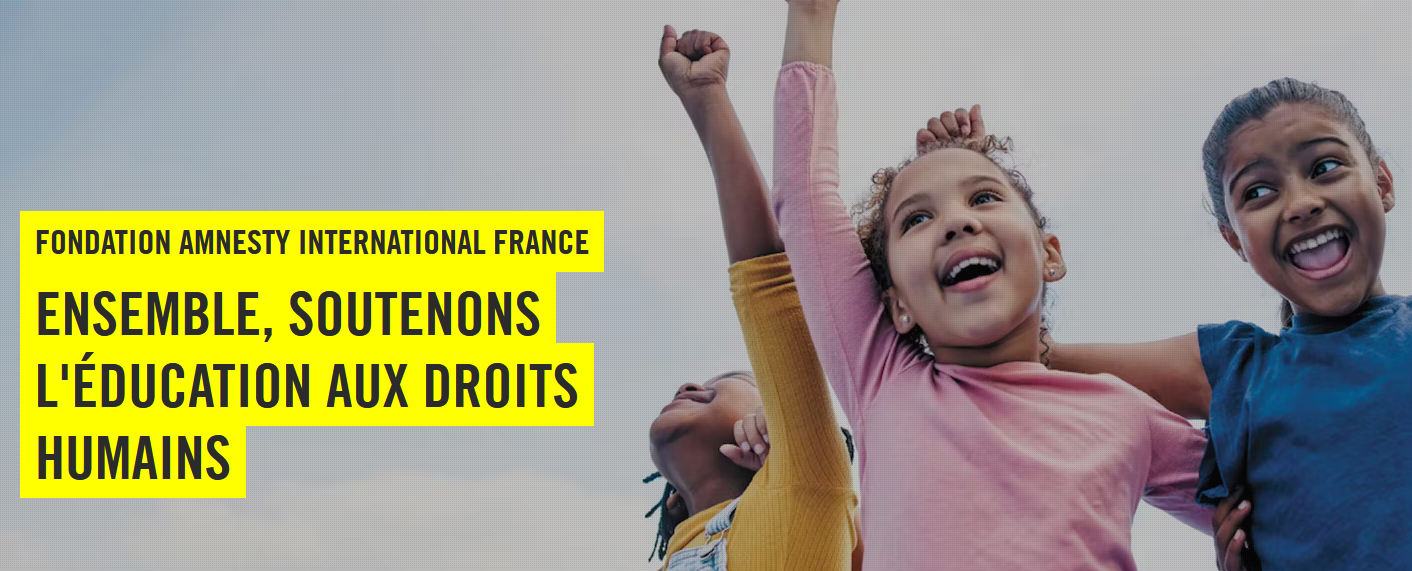 FONDATION AMNESTY INTERNATIONAL FRANCE
ENSEMBLE, SOUTENONS
L'ÉDUCATION AUX DROITS
HUMAINS